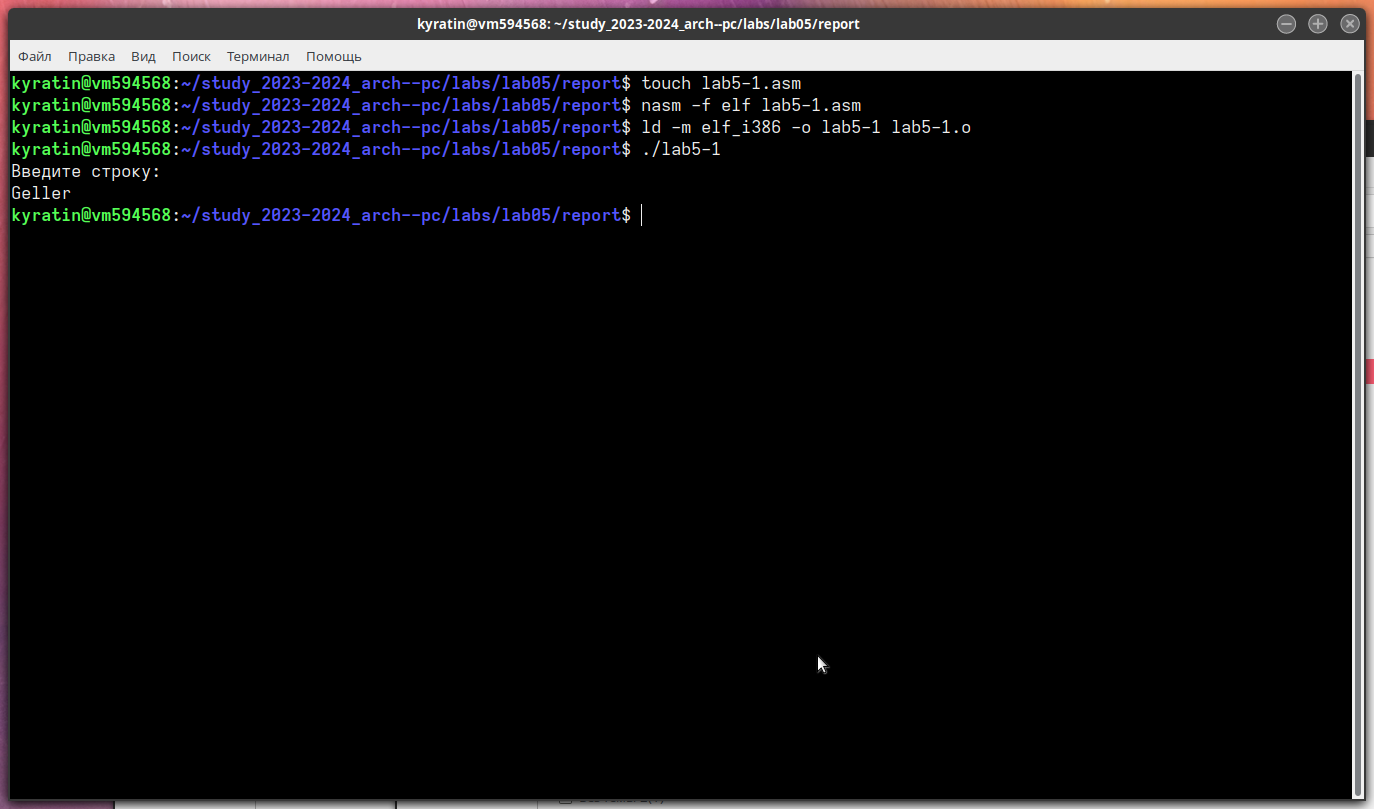 kyratin@vm594568: ~/study_2023-2024_arch--pc/labs/lab05/report
Файл Правка Вид Поиск Терминал Помощь
kyratin@vm594568:~/study_2023-2024_arch--pc/labs/lab05/report$ touch lab5-1.asm
kyratin@vm594568:~/study_2023-2024_arch--pc/labs/lab05/report$ nasm -f elf lab5-1.asm
kyratin@vm594568:~/study_2023-2024_arch--pc/labs/lab05/report$ ld -m elf_i386 -o lab5-1 lab5-1.o
kyratin@vm594568:~/study_2023-2024_arch--pc/labs/lab05/report$ ./lab5-1
Введите строку:
Geller
kyratin@vm594568:~/study_2023-2024_arch--pc/labs/lab05/report$